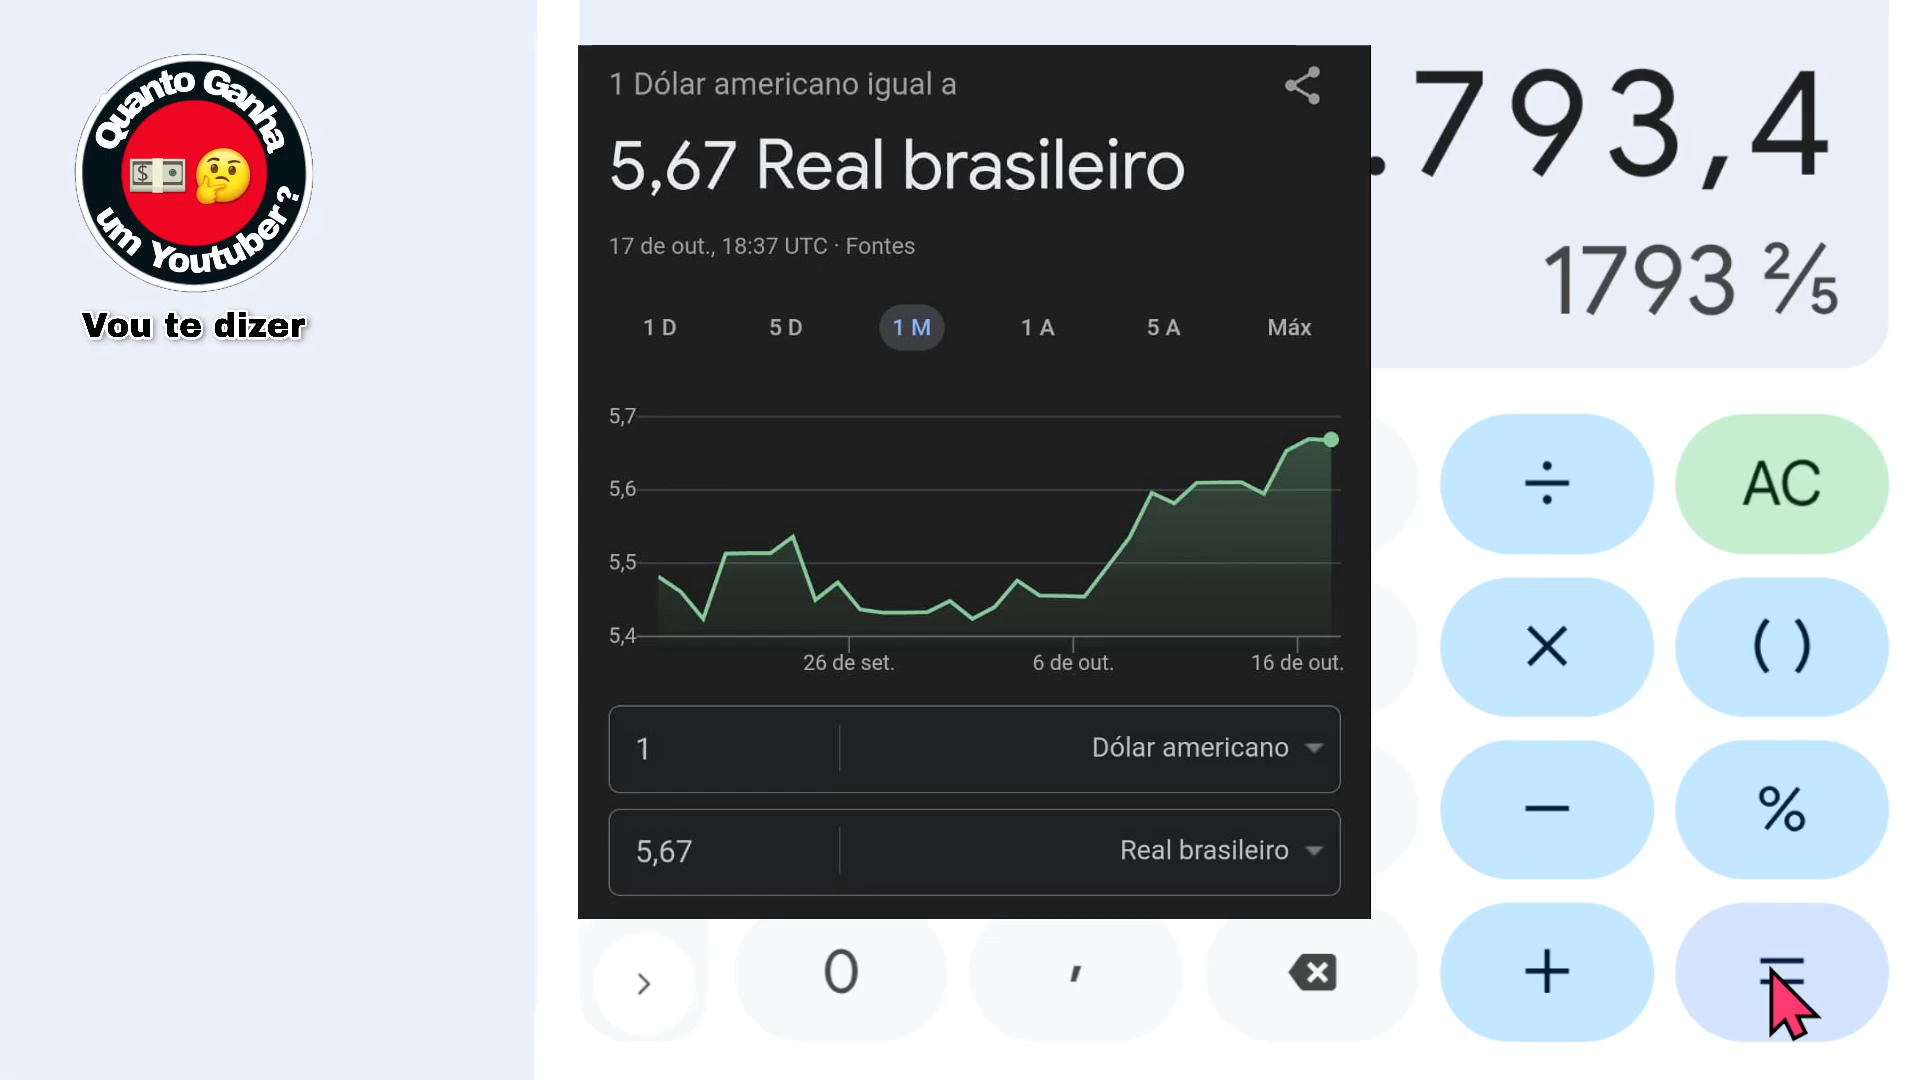 Quanto Ganha
um Youtuber?
Vou te dizer
1 Dólar americano igual a
5,67 Real brasileiro
17 de out., 18:37 UTC · Fontes
1 D 5 D 1 M 1 A 5 A Máx
5,7
5,6
5,5
5,4
26 de set. 6 de out. 16 de out.
1 Dólar americano
5,67 Real brasileiro
.793,4
1793 ⅖
÷ AC
× ( )
− %
0 , + =